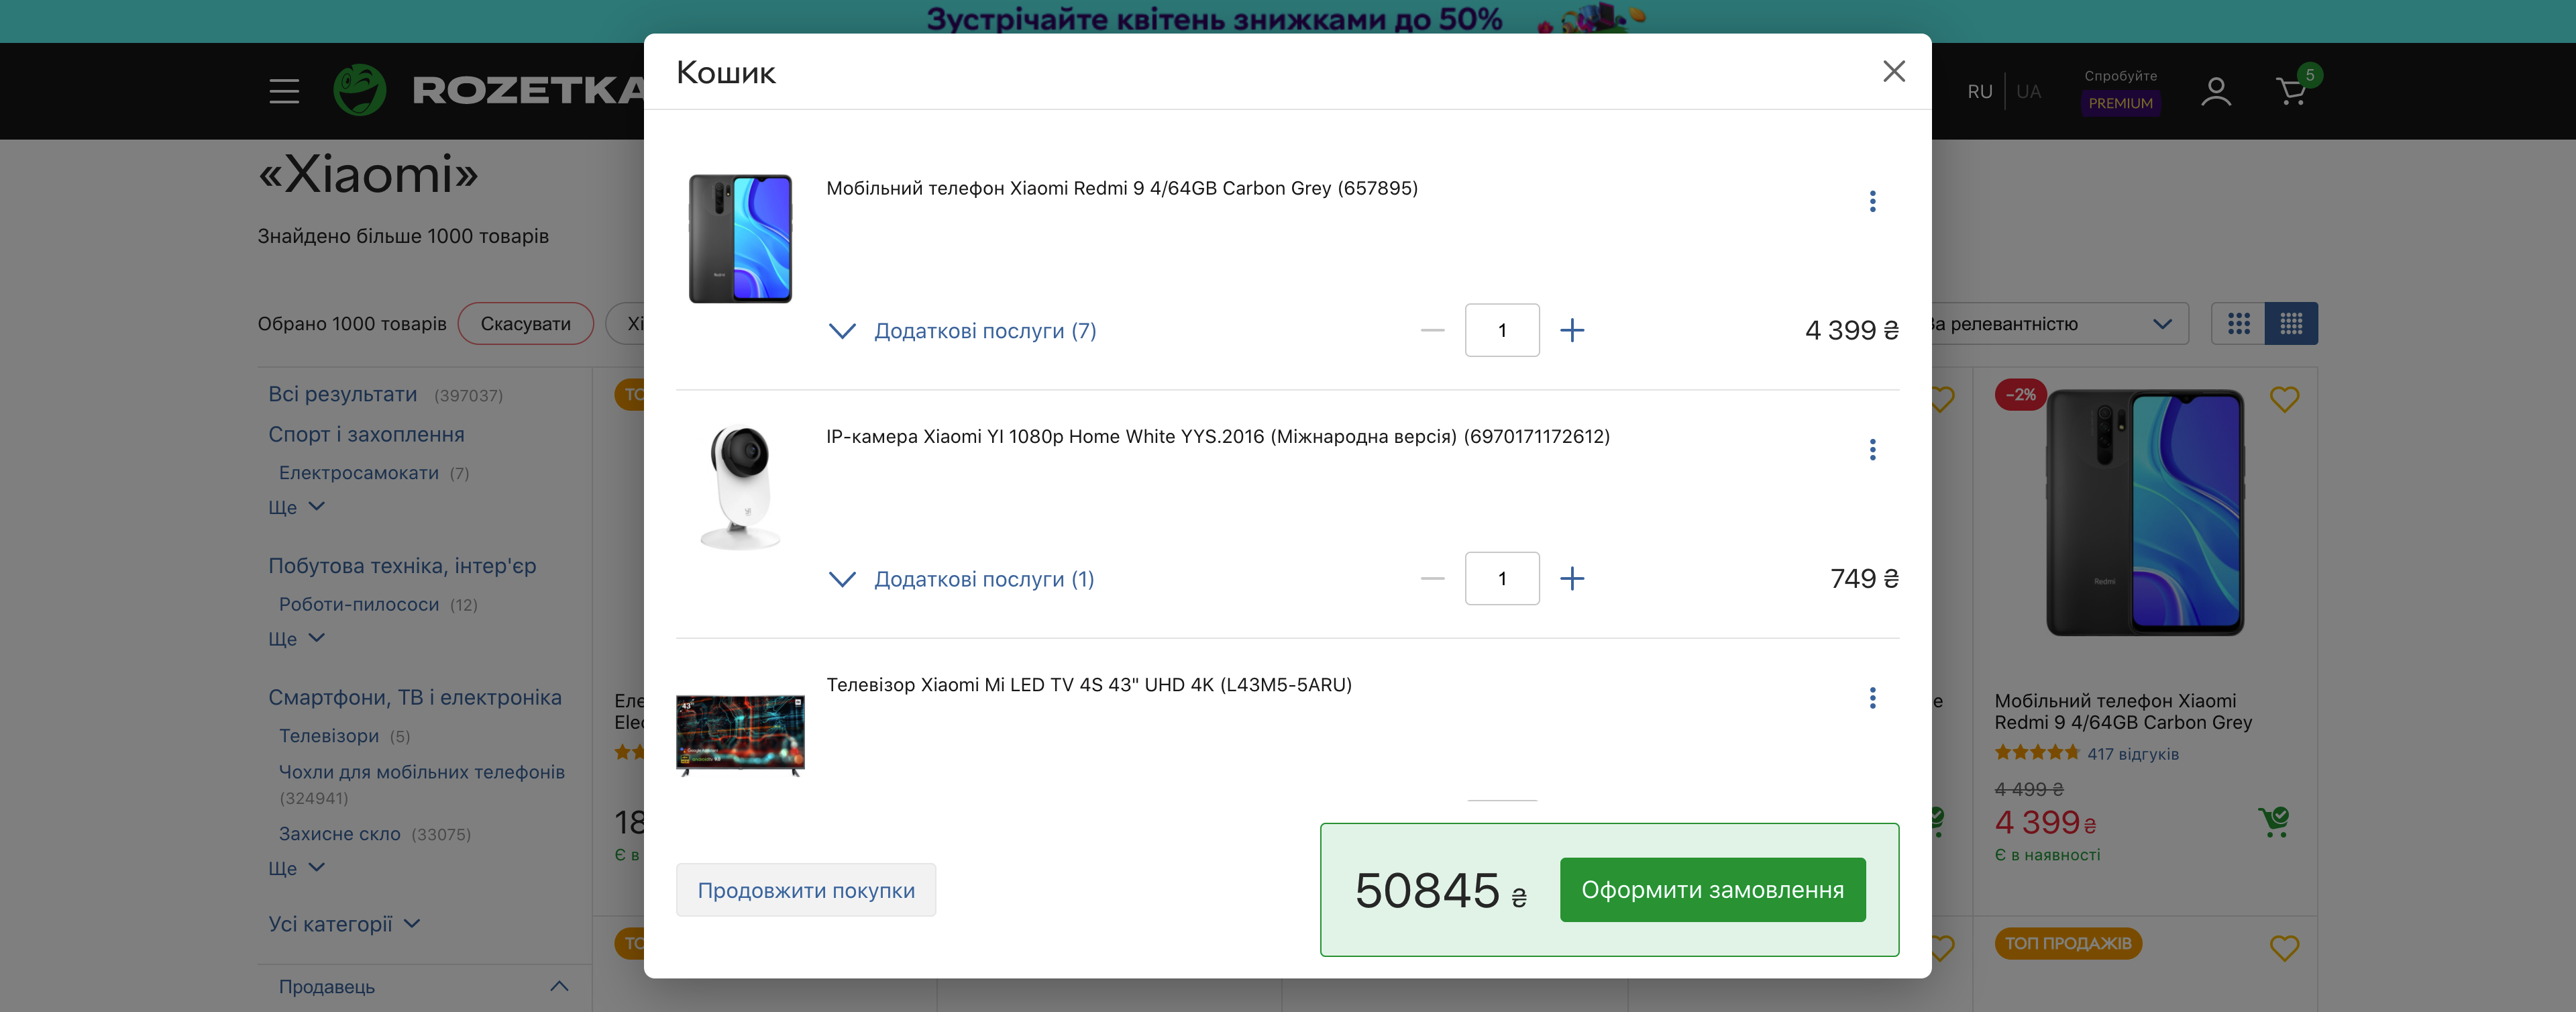 Зустрічайте квітень знижками до 50%
ROZETKA
RU
UA
Спробуйте
PREMIUM
5
«Xiaomi»
Знайдено більше 1000 товарів
Обрано 1000 товарів
Скасувати
За релевантністю
Всі результати (397037)
Спорт і захоплення
Електросамокати (7)
Ще
Побутова техніка, інтер'єр
Роботи-пилососи (12)
Ще
Смартфони, ТВ і електроніка
Телевізори (5)
Чохли для мобільних телефонів
(324941)
Захисне скло (33075)
Ще
Усі категорії
Продавець
Кошик
Мобільний телефон Xiaomi Redmi 9 4/64GB Carbon Grey (657895)
Додаткові послуги (7)
1
4 399 ₴
IP-камера Xiaomi YI 1080p Home White YYS.2016 (Міжнародна версія) (6970171172612)
Додаткові послуги (1)
1
749 ₴
Телевізор Xiaomi Mi LED TV 4S 43" UHD 4K (L43M5-5ARU)
43"
Продовжити покупки
50845 ₴
Оформити замовлення
-2%
Redmi
Мобільний телефон Xiaomi
Redmi 9 4/64GB Carbon Grey
417 відгуків
4 499 ₴
4 399 ₴
Є в наявності
ТОП ПРОДАЖІВ